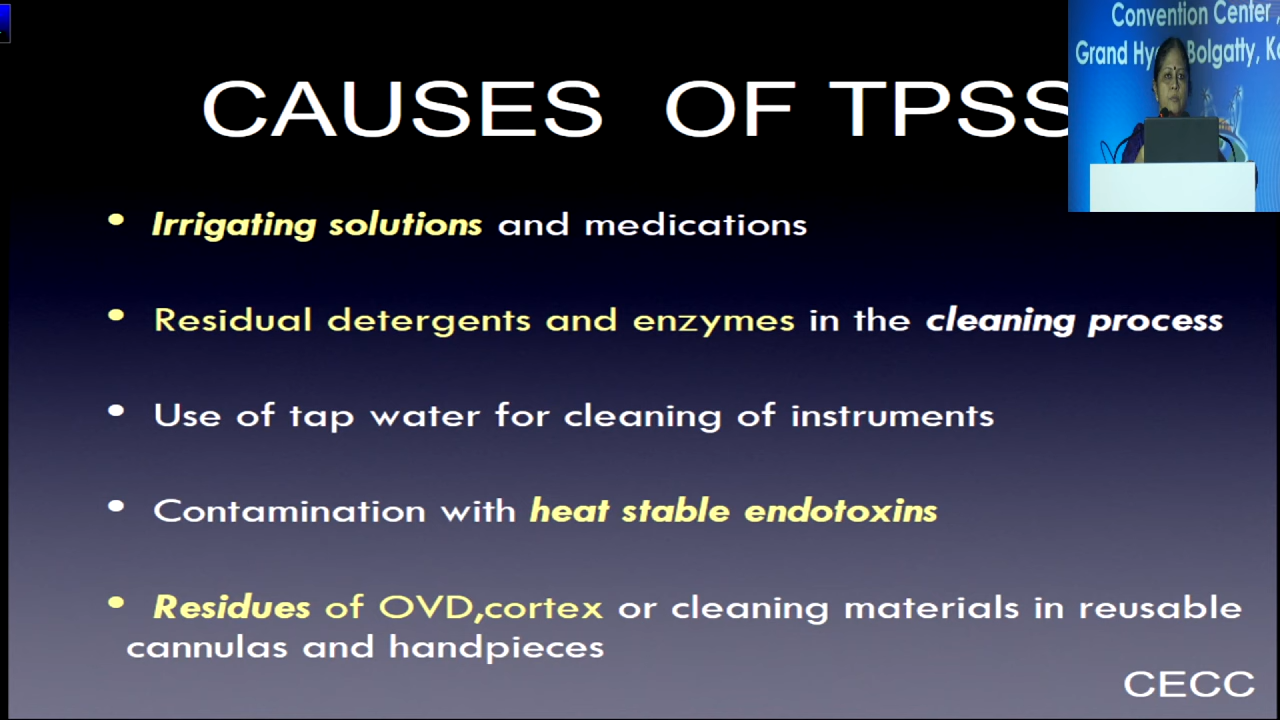 Convention Center ,
Grand Hy Bolgatty, Ko
CAUSES OF TPSS
• Irrigating solutions and medications
• Residual detergents and enzymes in the cleaning process
• Use of tap water for cleaning of instruments
• Contamination with heat stable endotoxins
• Residues of OVD,cortex or cleaning materials in reusable
cannulas and handpieces
CECC